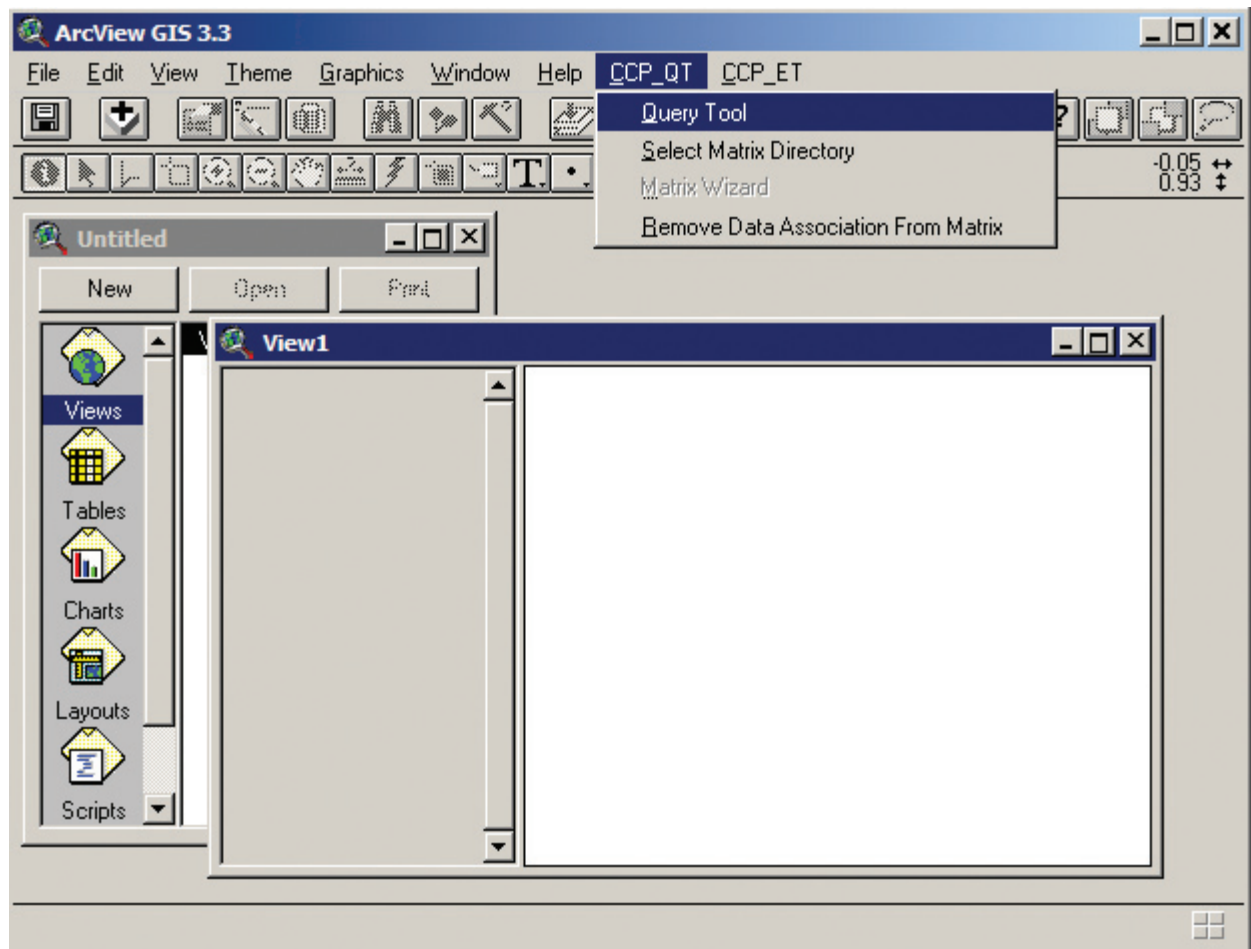 ArcView GIS 3.3
File Edit View Theme Graphics Window Help CCP_QT CCP_ET
Query Tool
Select Matrix Directory
Matrix Wizard
Remove Data Association From Matrix
T
?
-0.05
0.93
Untitled
New Open Print
View1
Views
Tables
Charts
Layouts
Scripts